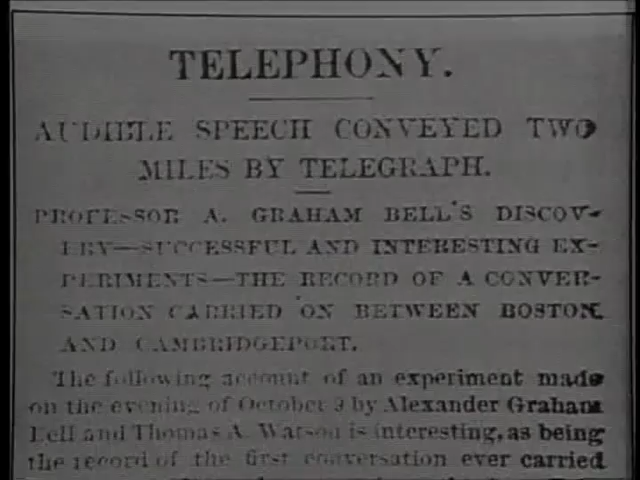 TELEPHONY.
AUDIBLE SPEECH CONVEYED TWO
MILES BY TELEGRAPH.
PROFESSOR A. GRAHAM BELL'S DISCOV-
ERY—SUCCESSFUL AND INTERESTING EX-
PERIMENTS—THE RECORD OF A CONVER-
SATION CARRIED ON BETWEEN BOSTON
AND CAMBRIDGEPORT.
The following account of an experiment made
on the evening of October 9 by Alexander Graham
Bell and Thomas A. Watson is interesting, as being
the record of the first conversation ever carried